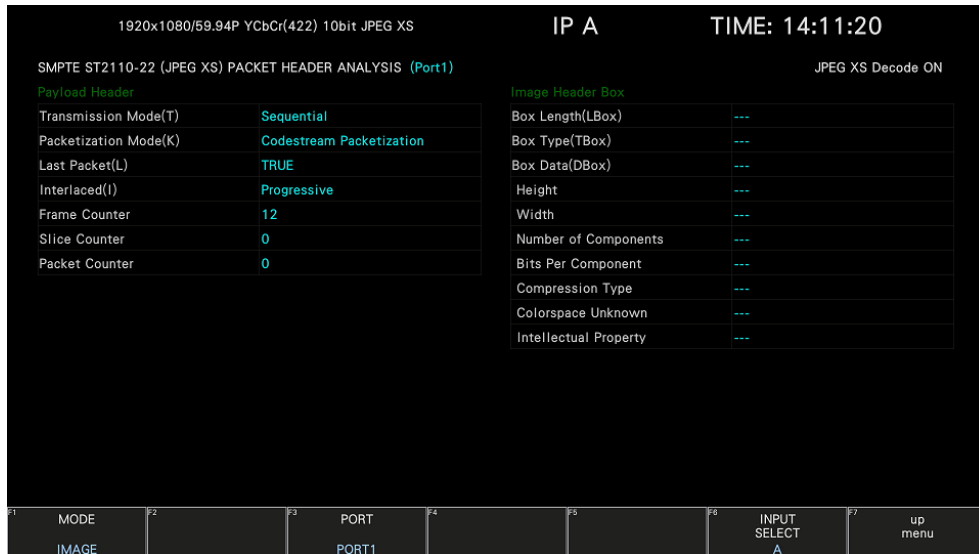 1920x1080/59.94P YCbCr(422) 10bit JPEG XS IP A TIME: 14:11:20
SMPTE ST2110-22 (JPEG XS) PACKET HEADER ANALYSIS (Port1) JPEG XS Decode ON
Payload Header
Transmission Mode(T) Sequential
Packetization Mode(K) Codestream Packetization
Last Packet(L) TRUE
Interlaced(I) Progressive
Frame Counter 12
Slice Counter 0
Packet Counter 0
Image Header Box
Box Length(LBox) ---
Box Type(TBox) ---
Box Data(DBox) ---
Height ---
Width ---
Number of Components ---
Bits Per Component ---
Compression Type ---
Colorspace Unknown ---
Intellectual Property ---
F1 MODE
IMAGE
F2
F3 PORT
PORT1
F4
F5
F6 INPUT
SELECT
A
F7 up
menu